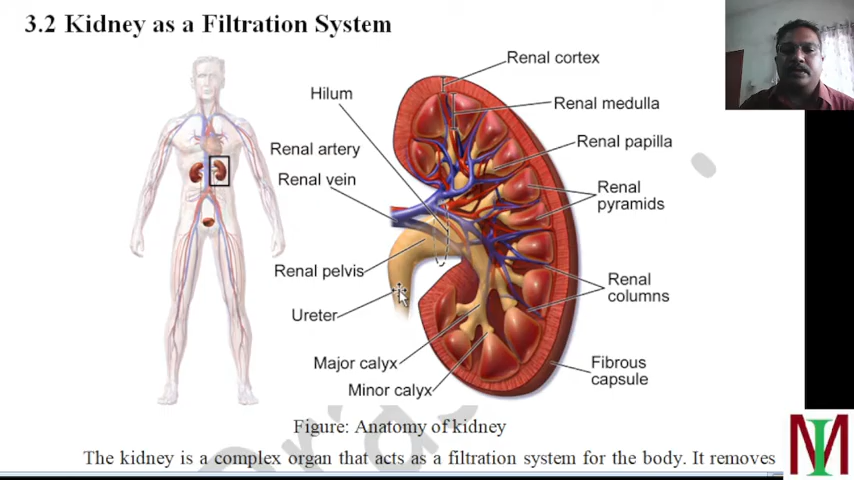 3.2 Kidney as a Filtration System
Renal cortex
Hilum
Renal medulla
Renal papilla
Renal artery
Renal vein
Renal
pyramids
Renal pelvis
Renal
columns
Ureter
Major calyx
Fibrous
capsule
Minor calyx
Figure: Anatomy of kidney
The kidney is a complex organ that acts as a filtration system for the body. It removes